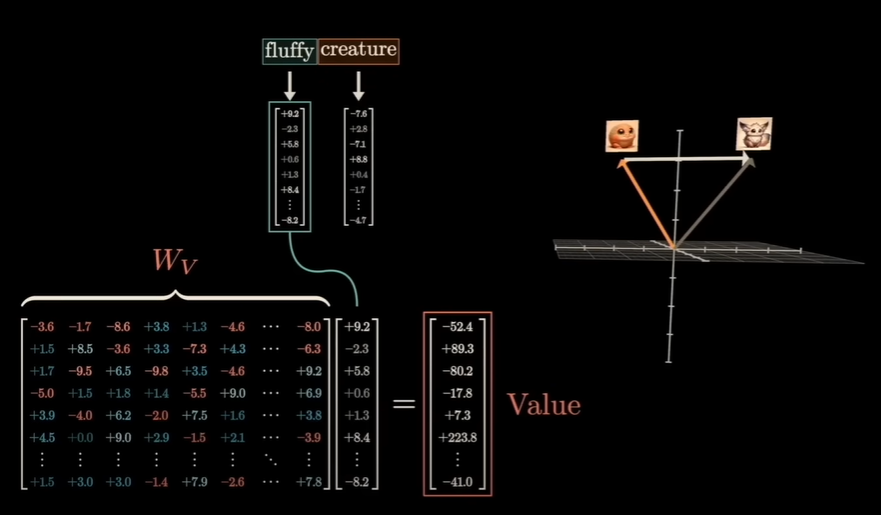 fluffy creature
+9.2 −7.6
−2.3 +2.8
+5.8 −7.1
+0.6 +8.8
+1.3 +0.4
+8.4 −1.7
⋮ ⋮
−8.2 −4.7
W_V
−3.6 −1.7 −8.6 +3.8 +1.3 −4.6 ⋯ −8.0 +9.2 −52.4
+1.5 +8.5 −3.6 +3.3 −7.3 +4.3 ⋯ −6.3 −2.3 +89.3
+1.7 −9.5 +6.5 −9.8 +3.5 −4.6 ⋯ +9.2 +5.8 −80.2
−5.0 +1.5 +1.8 +1.4 −5.5 +9.0 ⋯ +6.9 +0.6 −17.8
= Value
+3.9 −4.0 +6.2 −2.0 +7.5 +1.6 ⋯ +3.8 +1.3 +7.3
+4.5 +0.0 +9.0 +2.9 −1.5 +2.1 ⋯ −3.9 +8.4 +223.8
⋮ ⋮ ⋮ ⋮ ⋮ ⋮ ⋱ ⋮ ⋮ ⋮
+1.5 +3.0 +3.0 −1.4 +7.9 −2.6 ⋯ +7.8 −8.2 −41.0